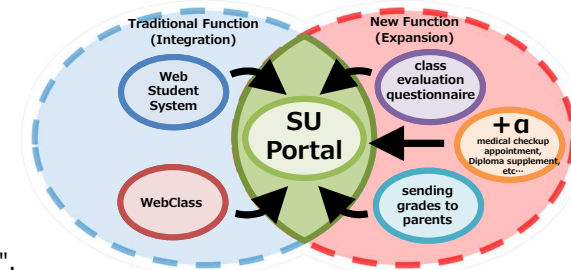 Traditional Function
(Integration)
New Function
(Expansion)
Web
Student
System
class
evaluation
questionnaire
SU
Portal
+α
medical checkup
appointment,
Diploma supplement,
etc…
WebClass
sending
grades to
parents
".